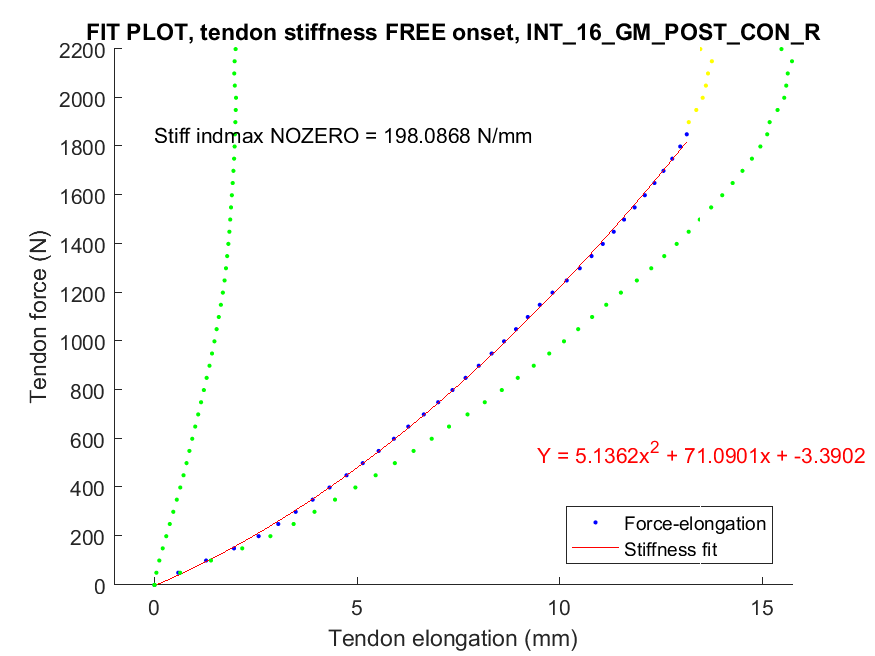 FIT PLOT, tendon stiffness FREE onset, INT_16_GM_POST_CON_R
2200
2200
1800
1600
1400
1200
1000
800
600
400
200
0
Tendon force (N)
Stiff indmax NOZERO = 198.0868 N/mm
Y = 5.1362x² + 71.0901x + -3.3902
Force-elongation
Stiffness fit
0 5 10 15
Tendon elongation (mm)